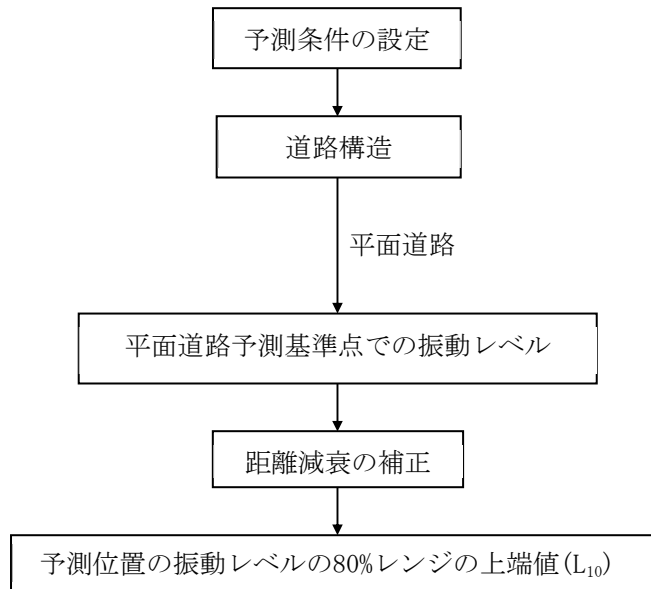 予測条件の設定
道路構造
平面道路
平面道路予測基準点での振動レベル
距離減衰の補正
予測位置の振動レベルの80%レンジの上端値(L₁₀)